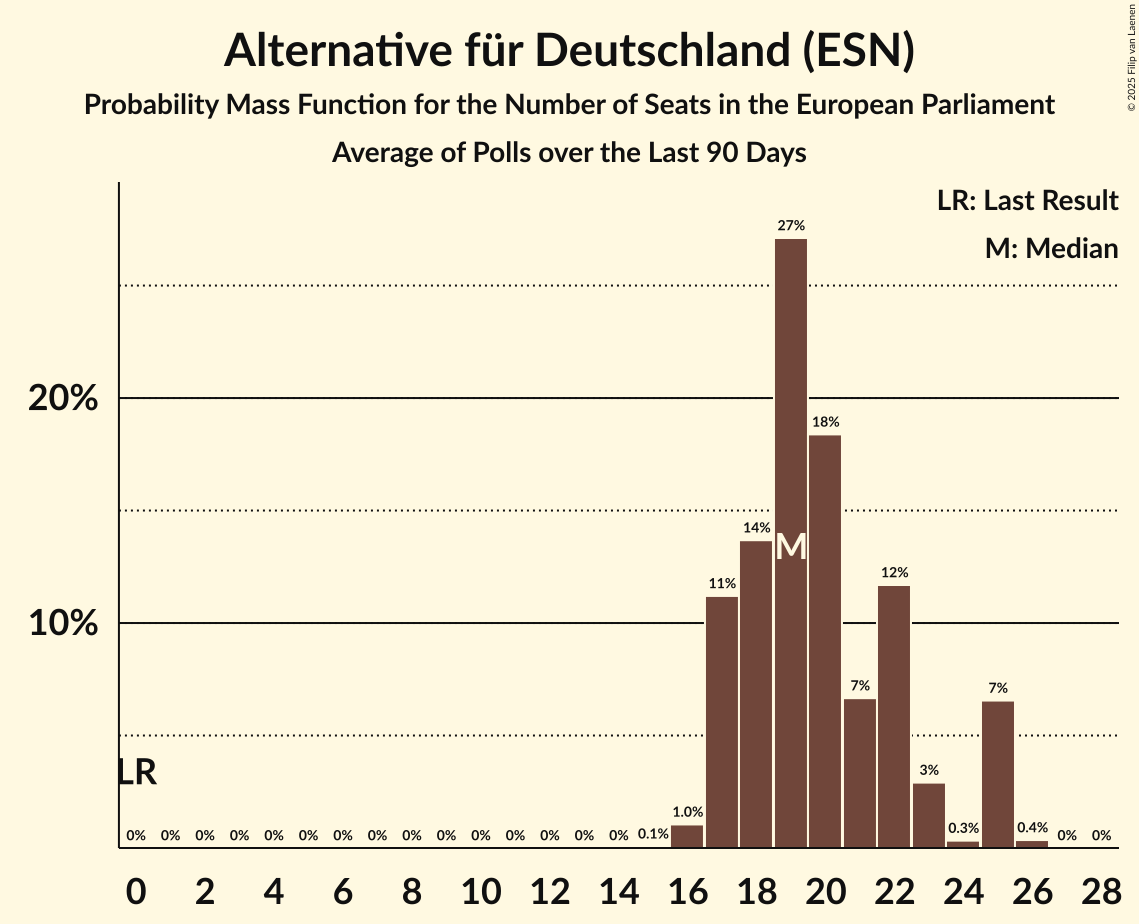 Alternative für Deutschland (ESN)
Probability Mass Function for the Number of Seats in the European Parliament
Average of Polls over the Last 90 Days
© 2025 Filip van Laenen
LR: Last Result
M: Median
27%
20%
18%
14%
M
12%
11%
10%
7%
7%
3%
LR
0% 0% 0% 0% 0% 0% 0% 0% 0% 0% 0% 0% 0% 0% 0% 0.1% 1.0% 0.3% 0.4% 0% 0%
0 2 4 6 8 10 12 14 16 18 20 22 24 26 28